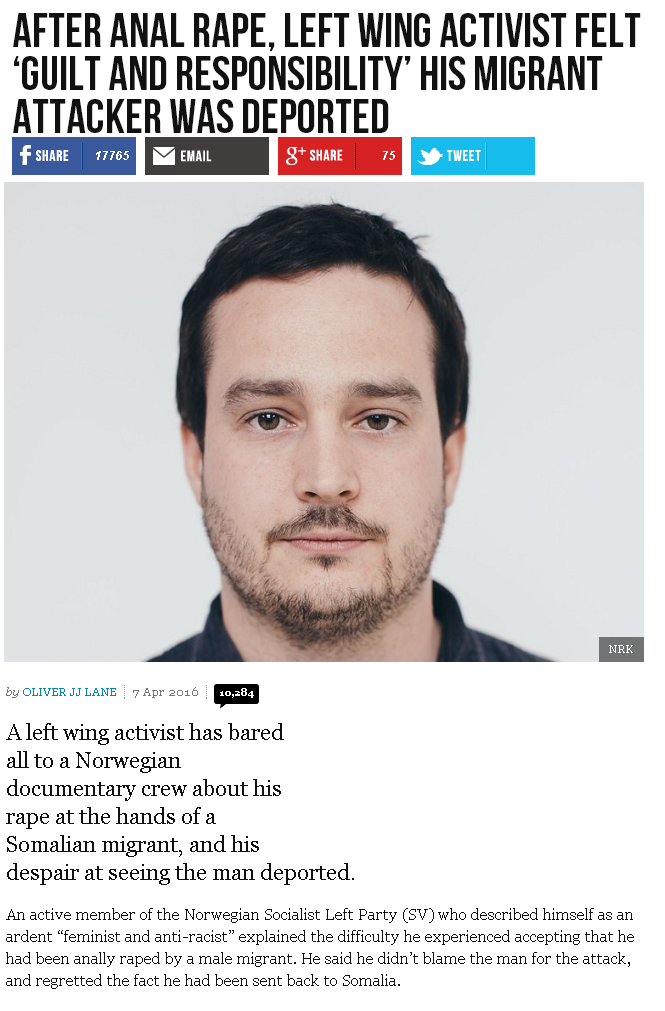 AFTER ANAL RAPE, LEFT WING ACTIVIST FELT
‘GUILT AND RESPONSIBILITY’ HIS MIGRANT
ATTACKER WAS DEPORTED
f SHARE 17765 EMAIL g+ SHARE 75 TWEET
NRK
by OLIVER JJ LANE 7 Apr 2016 10,284
A left wing activist has bared
all to a Norwegian
documentary crew about his
rape at the hands of a
Somalian migrant, and his
despair at seeing the man deported.
An active member of the Norwegian Socialist Left Party (SV) who described himself as an
ardent “feminist and anti-racist” explained the difficulty he experienced accepting that he
had been anally raped by a male migrant. He said he didn’t blame the man for the attack,
and regretted the fact he had been sent back to Somalia.